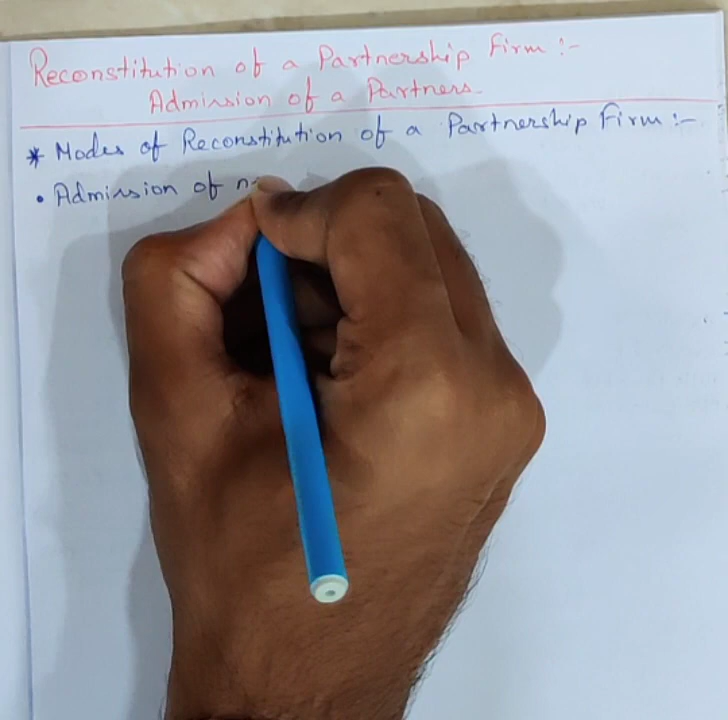 Reconstitution of a Partnership Firm :-
Admission of a Partners.
* Modes of Reconstitution of a Partnership Firm :-
• Admission of